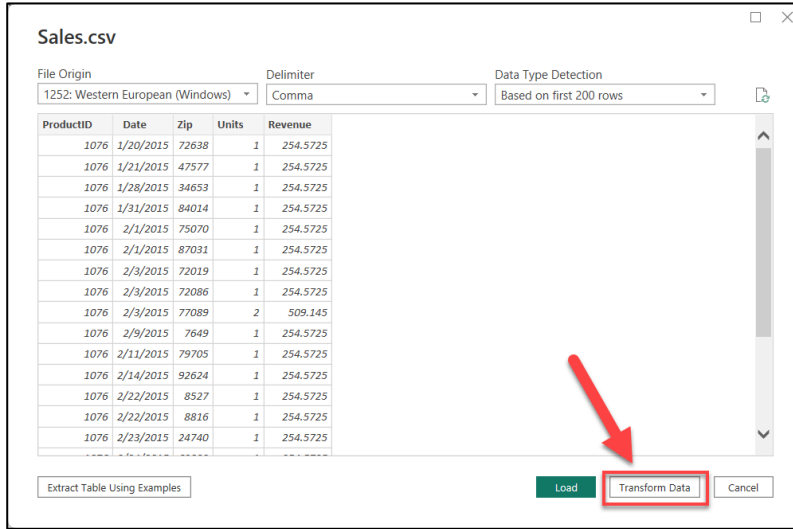 Sales.csv
File Origin Delimiter Data Type Detection
1252: Western European (Windows) Comma Based on first 200 rows
ProductID Date Zip Units Revenue
1076 1/20/2015 72638 1 254.5725
1076 1/21/2015 47577 1 254.5725
1076 1/28/2015 34653 1 254.5725
1076 1/31/2015 84014 1 254.5725
1076 2/1/2015 75070 1 254.5725
1076 2/1/2015 87031 1 254.5725
1076 2/3/2015 72019 1 254.5725
1076 2/3/2015 72086 1 254.5725
1076 2/3/2015 77089 2 509.145
1076 2/9/2015 7649 1 254.5725
1076 2/11/2015 79705 1 254.5725
1076 2/14/2015 92624 1 254.5725
1076 2/22/2015 8527 1 254.5725
1076 2/22/2015 8816 1 254.5725
1076 2/23/2015 24740 1 254.5725
Extract Table Using Examples Load Transform Data Cancel